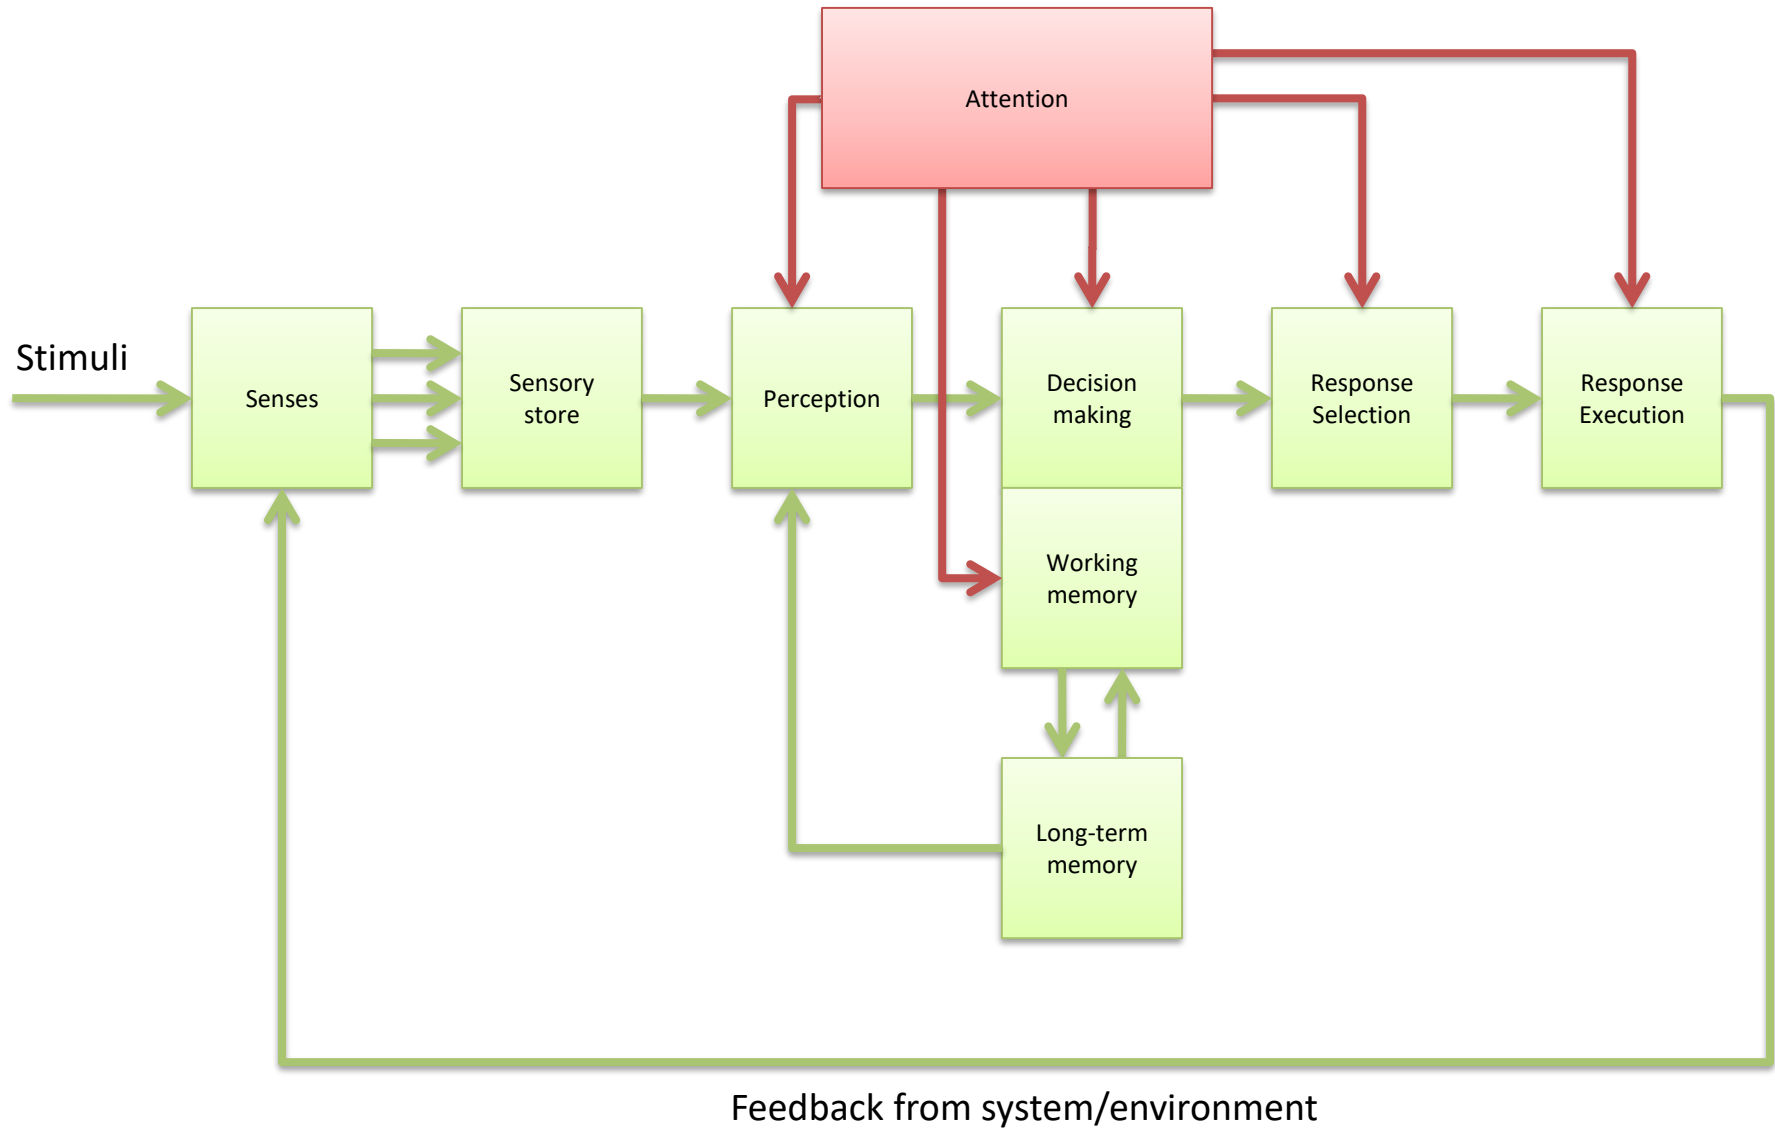 Attention
Stimuli
Senses
Sensory
store
Perception
Decision
making
Response
Selection
Response
Execution
Working
memory
Long-term
memory
Feedback from system/environment